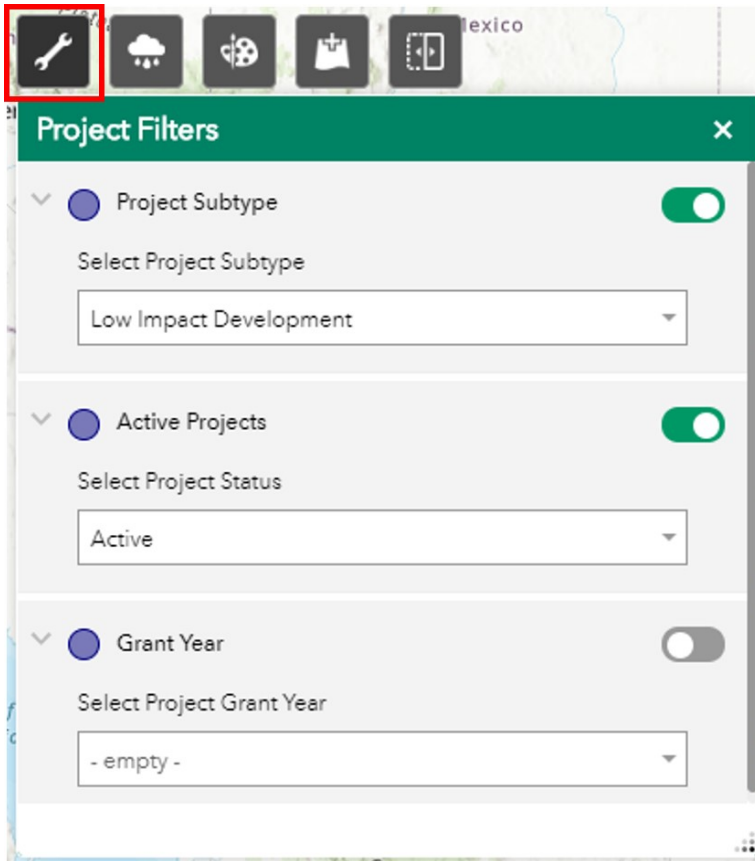 Mexico
Project Filters
Project Subtype
Select Project Subtype
Low Impact Development
Active Projects
Select Project Status
Active
Grant Year
Select Project Grant Year
- empty -